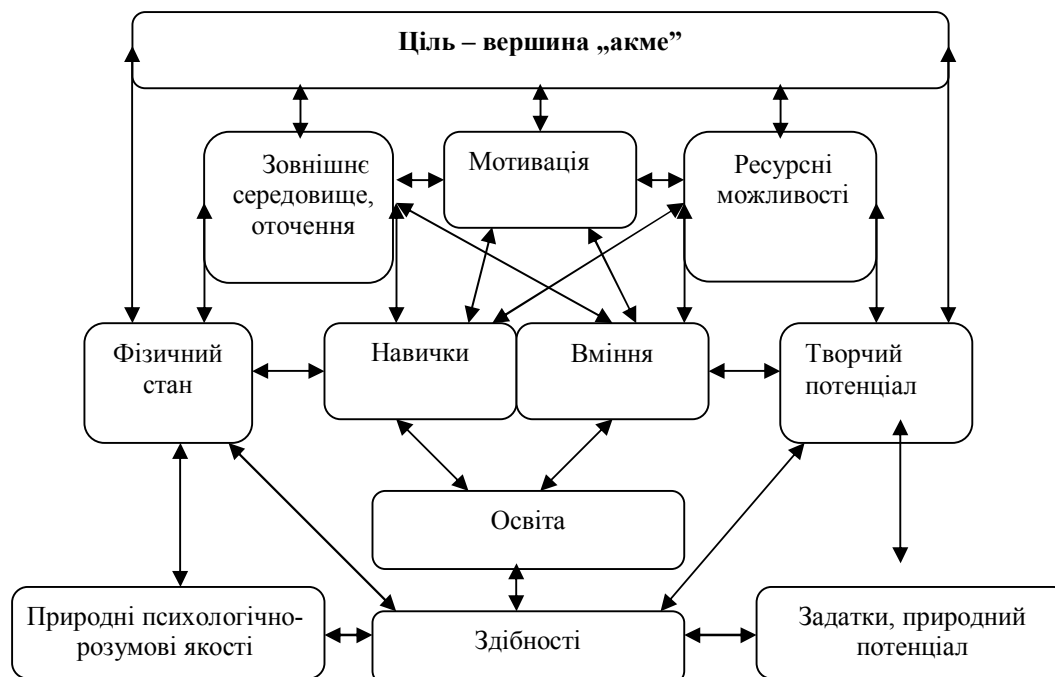 Ціль – вершина „акме”
Зовнішнє
середовище,
оточення
Мотивація
Ресурсні
можливості
Фізичний
стан
Навички
Вміння
Творчий
потенціал
Освіта
Природні психологічно-
розумові якості
Здібності
Задатки, природний
потенціал